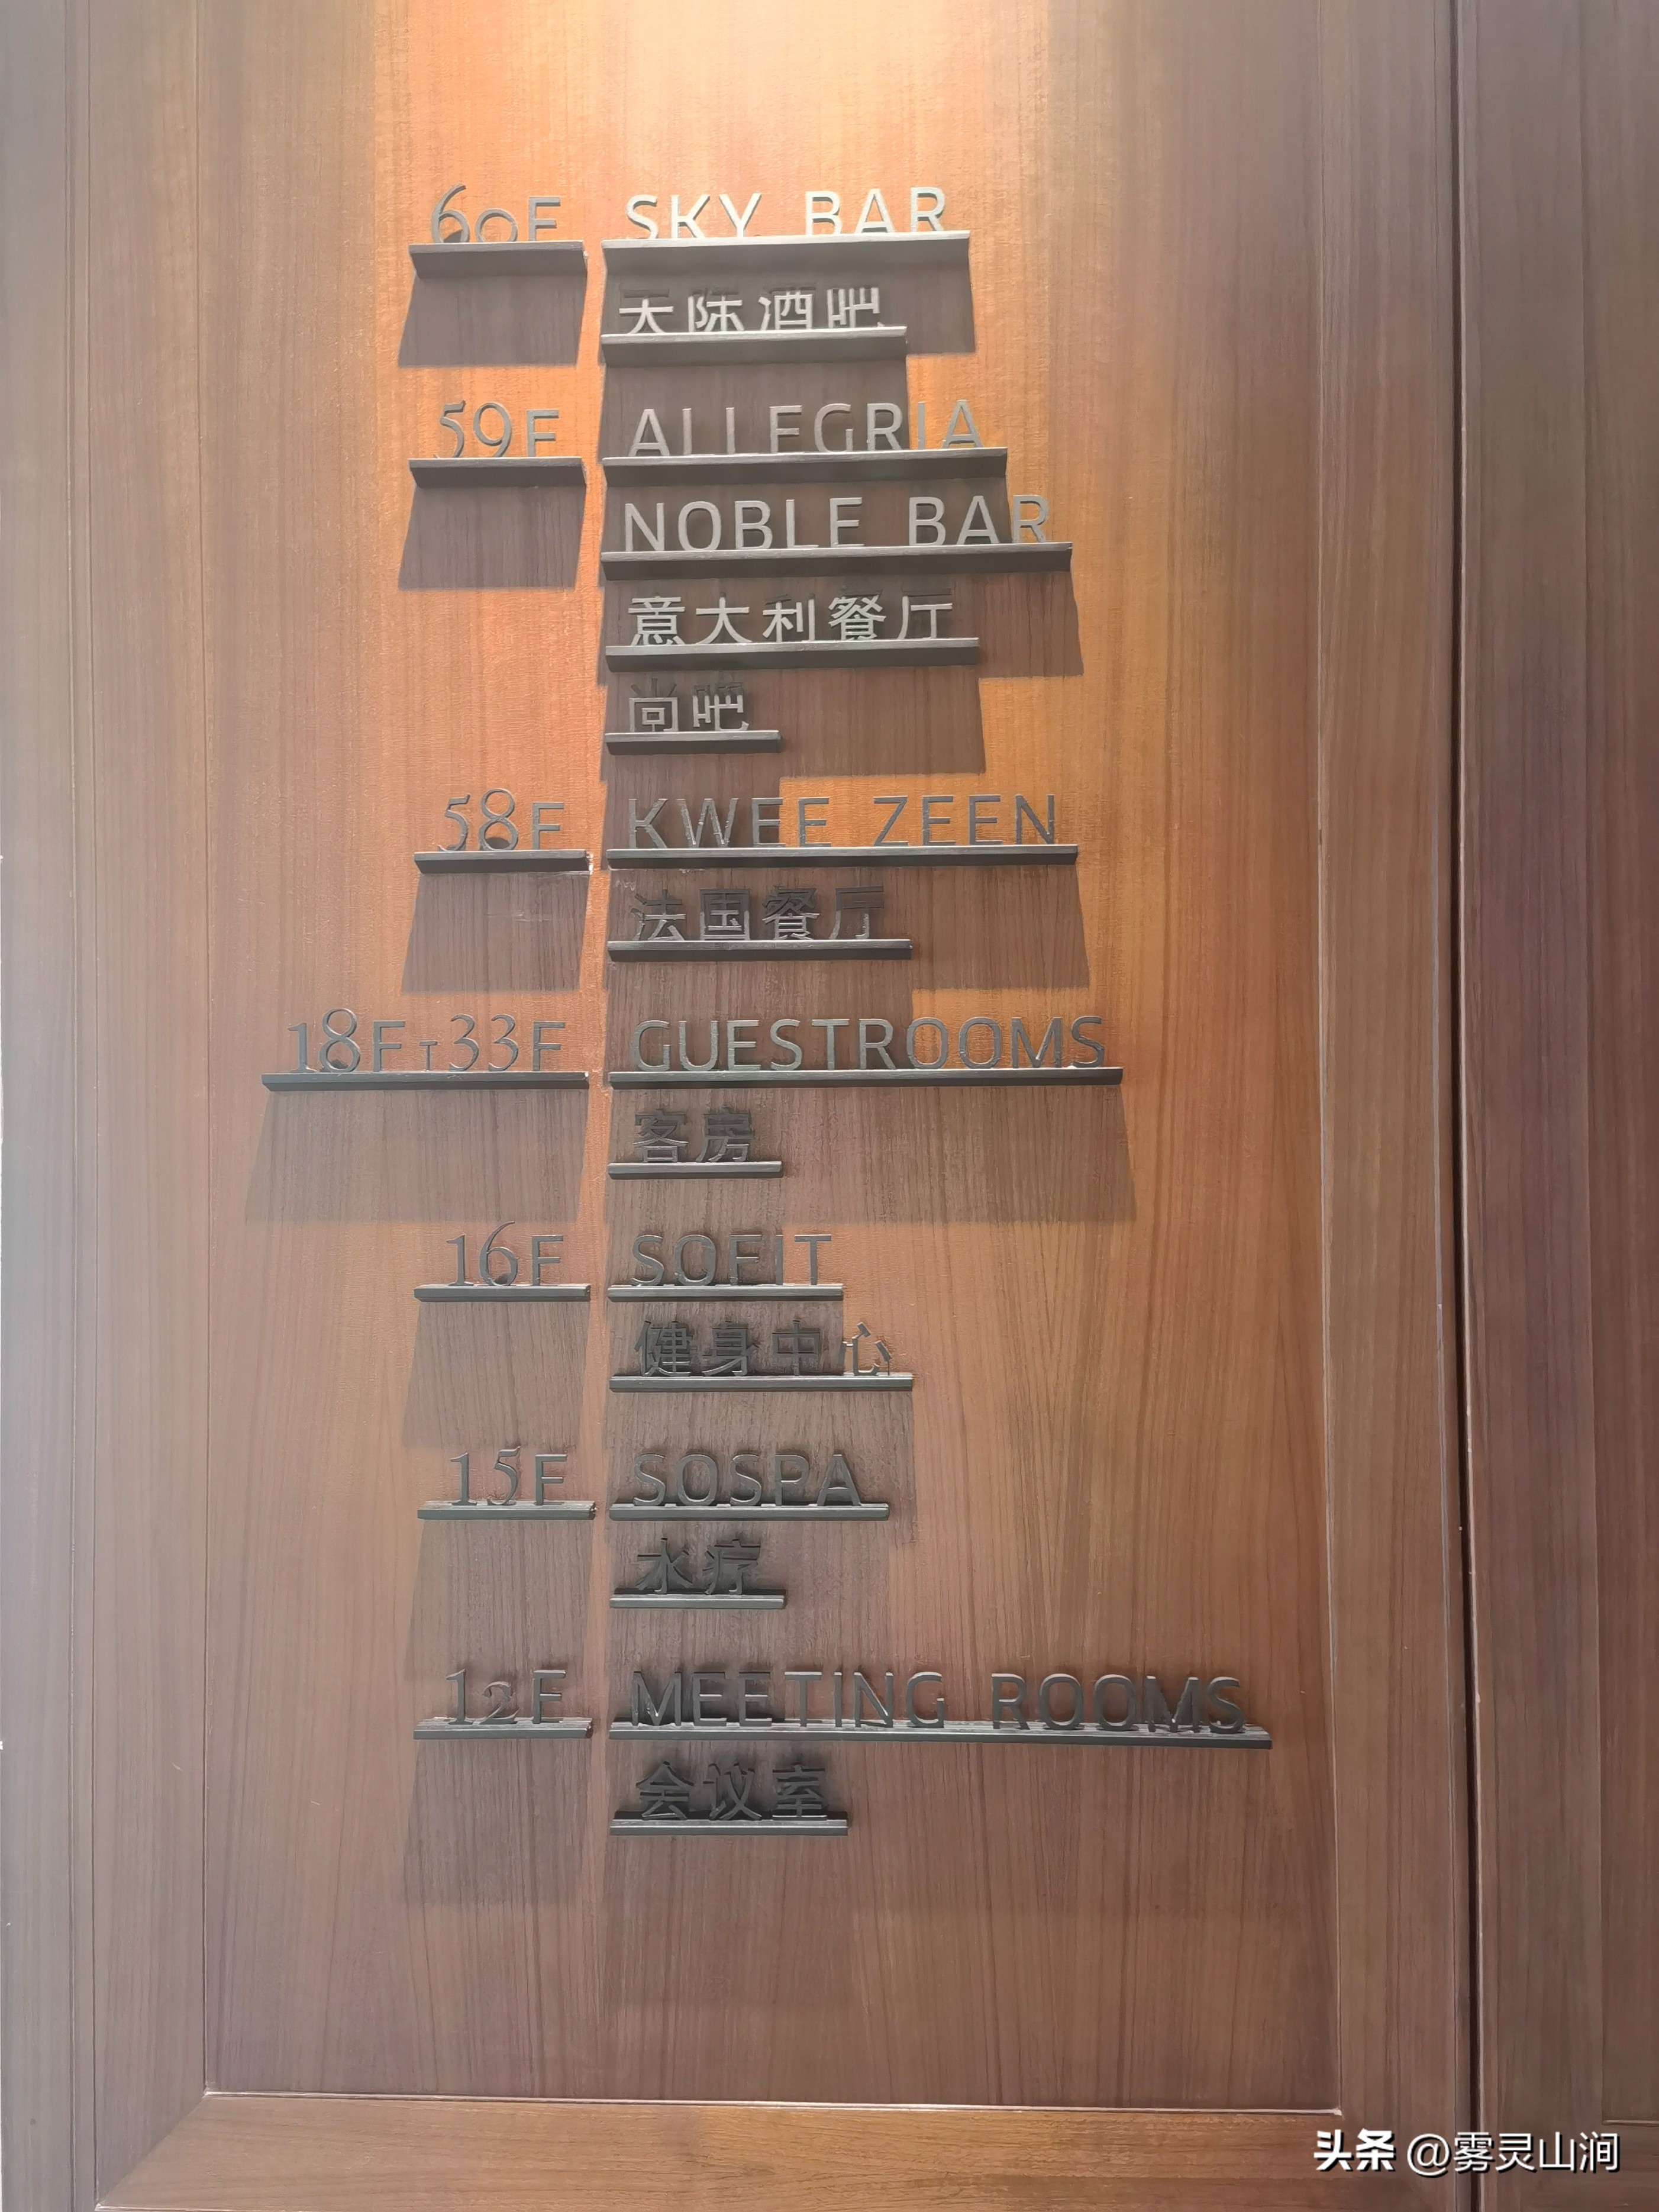 60F SKY BAR
天际酒吧
59F ALLEGRIA
NOBLE BAR
意大利餐厅
尚吧
58F KWEE ZEEN
法国餐厅
18F-33F GUESTROOMS
客房
16F SOFIT
健身中心
15F SOSPA
水疗
12F MEETING ROOMS
会议室
头条 @雾灵山涧